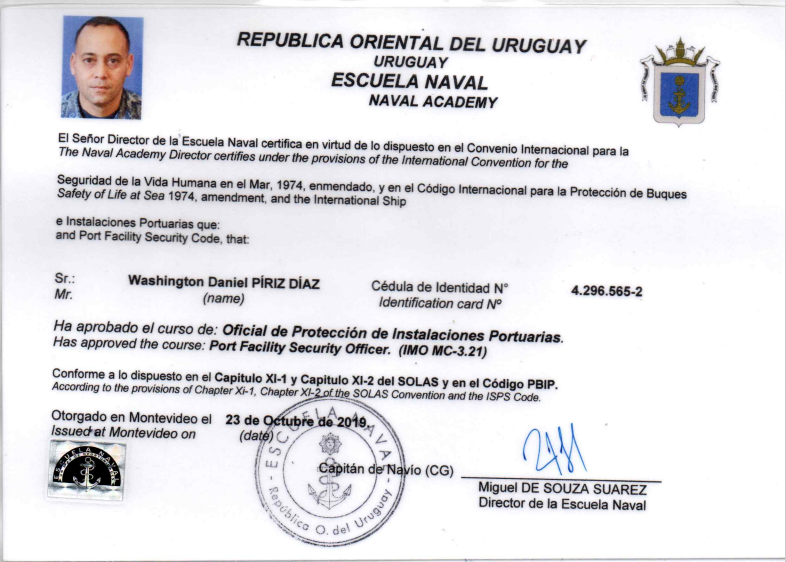 REPUBLICA ORIENTAL DEL URUGUAY
URUGUAY
ESCUELA NAVAL
NAVAL ACADEMY
El Señor Director de la Escuela Naval certifica en virtud de lo dispuesto en el Convenio Internacional para la
The Naval Academy Director certifies under the provisions of the International Convention for the
Seguridad de la Vida Humana en el Mar, 1974, enmendado, y en el Código Internacional para la Protección de Buques
Safety of Life at Sea 1974, amendment, and the International Ship
e Instalaciones Portuarias que:
and Port Facility Security Code, that:
Sr.: Washington Daniel PÍRIZ DÍAZ Cédula de Identidad N° 4.296.565-2
Mr. (name) Identification card Nº
Ha aprobado el curso de: Oficial de Protección de Instalaciones Portuarias.
Has approved the course: Port Facility Security Officer. (IMO MC-3.21)
Conforme a lo dispuesto en el Capitulo XI-1 y Capitulo XI-2 del SOLAS y en el Código PBIP.
According to the provisions of Chapter Xi-1, Chapter XI-2 of the SOLAS Convention and the ISPS Code.
Otorgado en Montevideo el 23 de Octubre de 2019.
Issued at Montevideo on (date)
ESCUELA NAVAL
ESCUELA NAVAL
República O. del Uruguay
Capitán de Navío (CG)
Miguel DE SOUZA SUAREZ
Director de la Escuela Naval